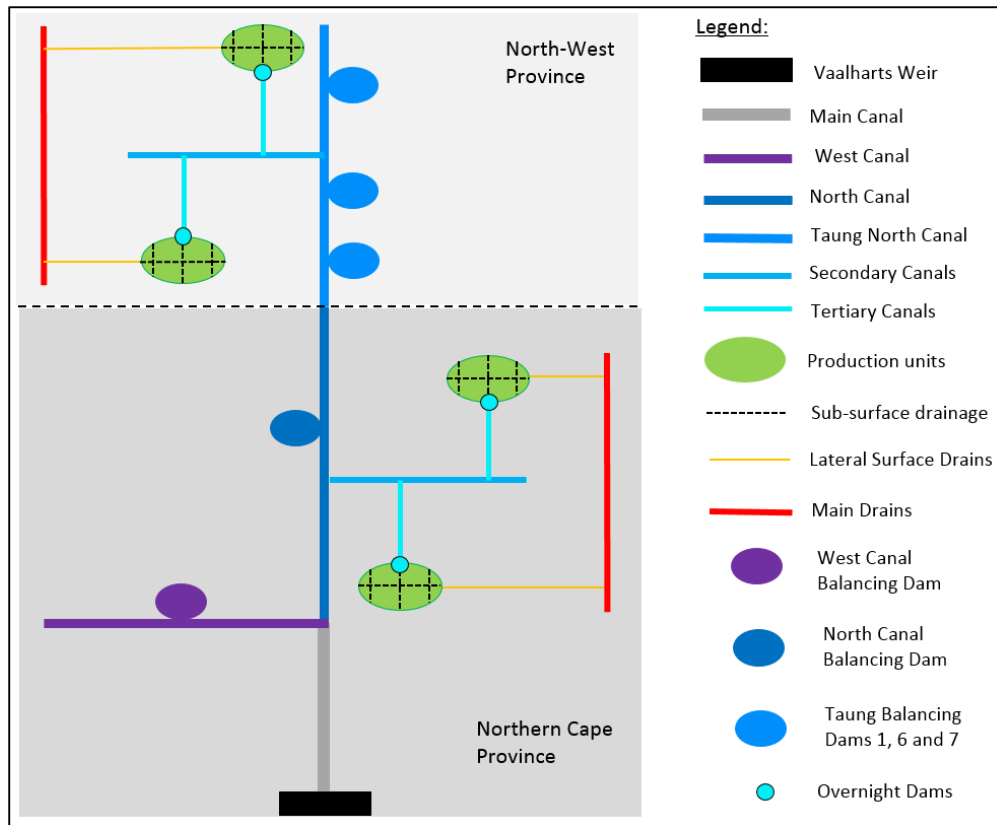 North-West
Province
Northern Cape
Province
Legend:
Vaalharts Weir
Main Canal
West Canal
North Canal
Taung North Canal
Secondary Canals
Tertiary Canals
Production units
Sub-surface drainage
Lateral Surface Drains
Main Drains
West Canal
Balancing Dam
North Canal
Balancing Dam
Taung Balancing
Dams 1, 6 and 7
Overnight Dams